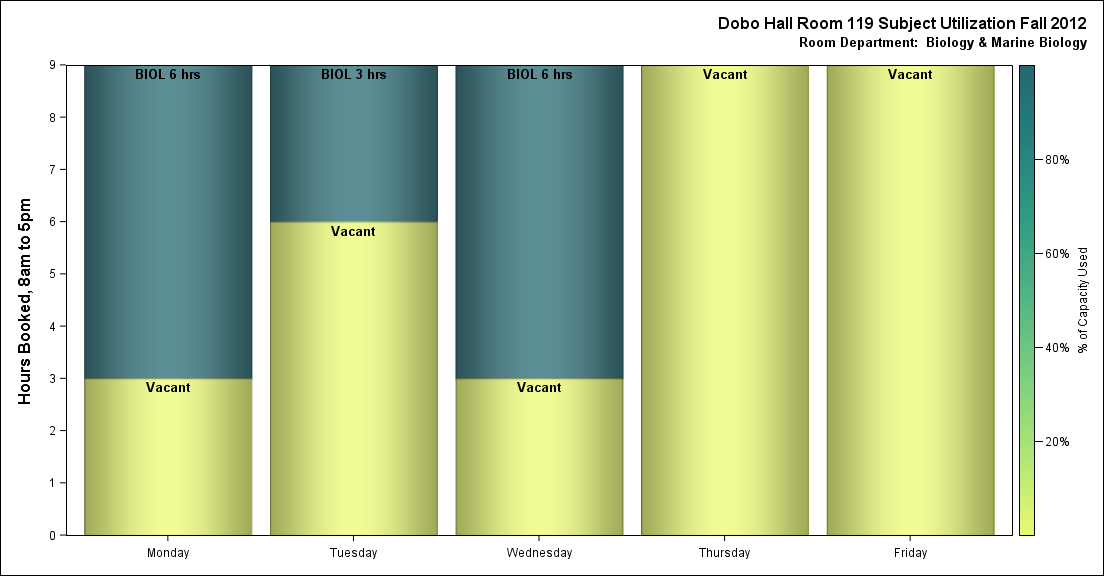 Dobo Hall Room 119 Subject Utilization Fall 2012
Room Department: Biology & Marine Biology
Hours Booked, 8am to 5pm
9
8
7
6
5
4
3
2
1
0
BIOL 6 hrs
Vacant
BIOL 3 hrs
Vacant
BIOL 6 hrs
Vacant
Vacant
Vacant
Monday
Tuesday
Wednesday
Thursday
Friday
80%
60%
40%
20%
% of Capacity Used